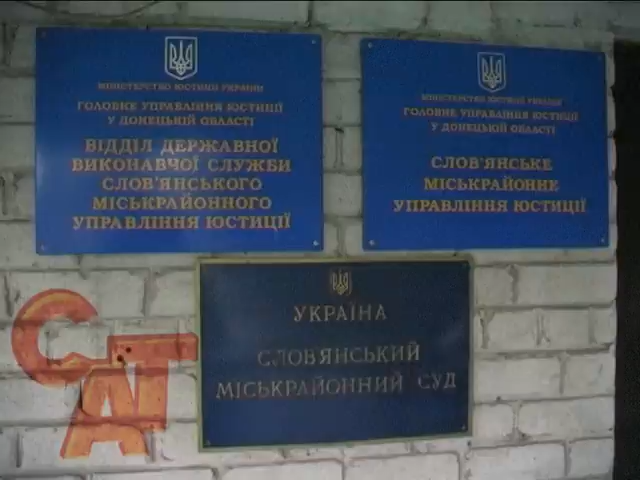 МІНІСТЕРСТВО ЮСТИЦІЇ УКРАЇНИ
ГОЛОВНЕ УПРАВЛІННЯ ЮСТИЦІЇ
У ДОНЕЦЬКІЙ ОБЛАСТІ
ВІДДІЛ ДЕРЖАВНОЇ
ВИКОНАВЧОЇ СЛУЖБИ
СЛОВ'ЯНСЬКОГО
МІСЬКРАЙОННОГО
УПРАВЛІННЯ ЮСТИЦІЇ
МІНІСТЕРСТВО ЮСТИЦІЇ УКРАЇНИ
ГОЛОВНЕ УПРАВЛІННЯ ЮСТИЦІЇ
У ДОНЕЦЬКІЙ ОБЛАСТІ
СЛОВ'ЯНСЬКЕ
МІСЬКРАЙОННЕ
УПРАВЛІННЯ ЮСТИЦІЇ
УКРАЇНА
СЛОВЯНСЬКИЙ
МІСЬКРАЙОННИЙ СУД
САТ